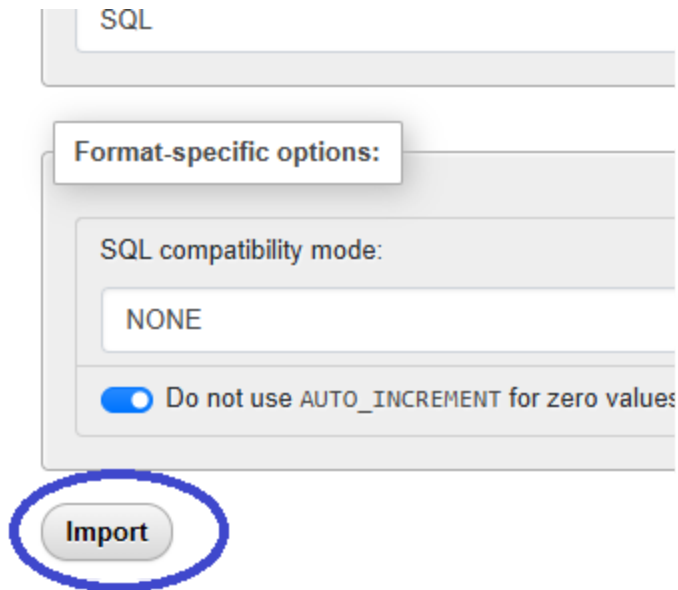 SQL
Format-specific options:
SQL compatibility mode:
NONE
Do not use AUTO_INCREMENT for zero values
Import